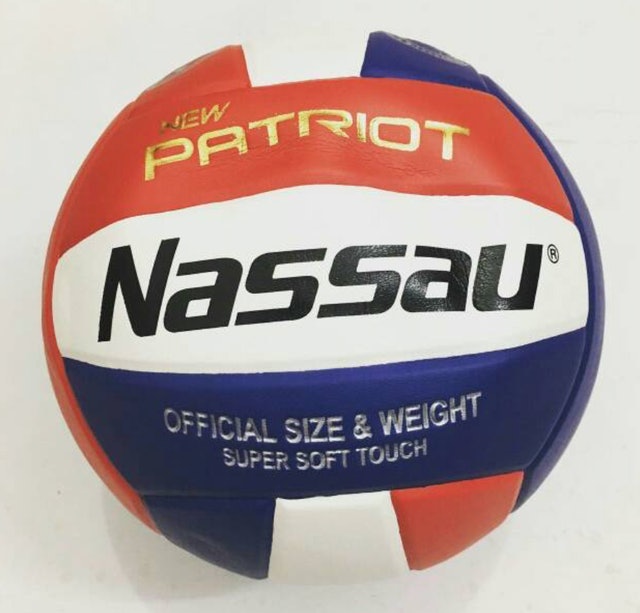 NEW
PATRIOT
Nassau®
OFFICIAL SIZE & WEIGHT
SUPER SOFT TOUCH